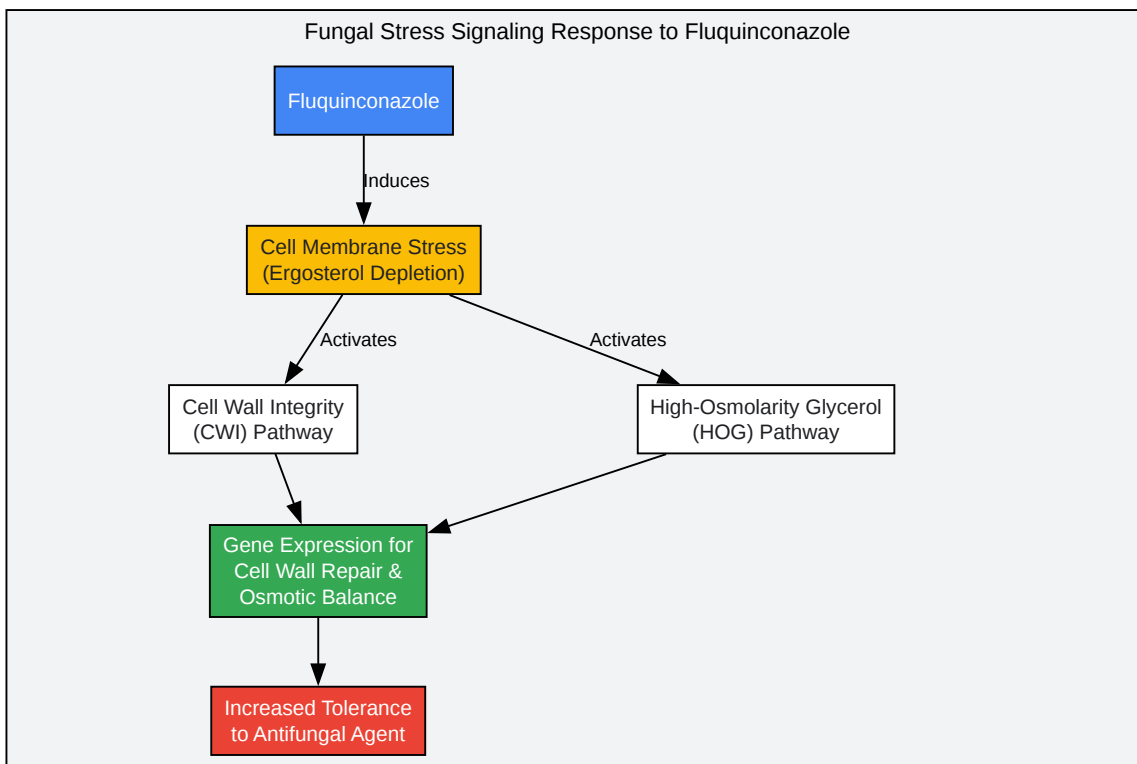 Fungal Stress Signaling Response to Fluquinconazole
Fluquinconazole
Induces
Cell Membrane Stress
(Ergosterol Depletion)
Activates
Activates
Cell Wall Integrity
(CWI) Pathway
High-Osmolarity Glycerol
(HOG) Pathway
Gene Expression for
Cell Wall Repair &
Osmotic Balance
Increased Tolerance
to Antifungal Agent